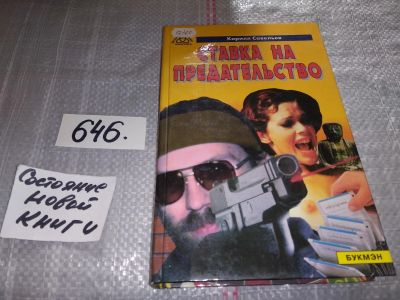 Кирилл Савельев
СТАВКА НА
ПРЕДАТЕЛЬСТВО
БУКМЭН
646.
Состояние
новой
книги